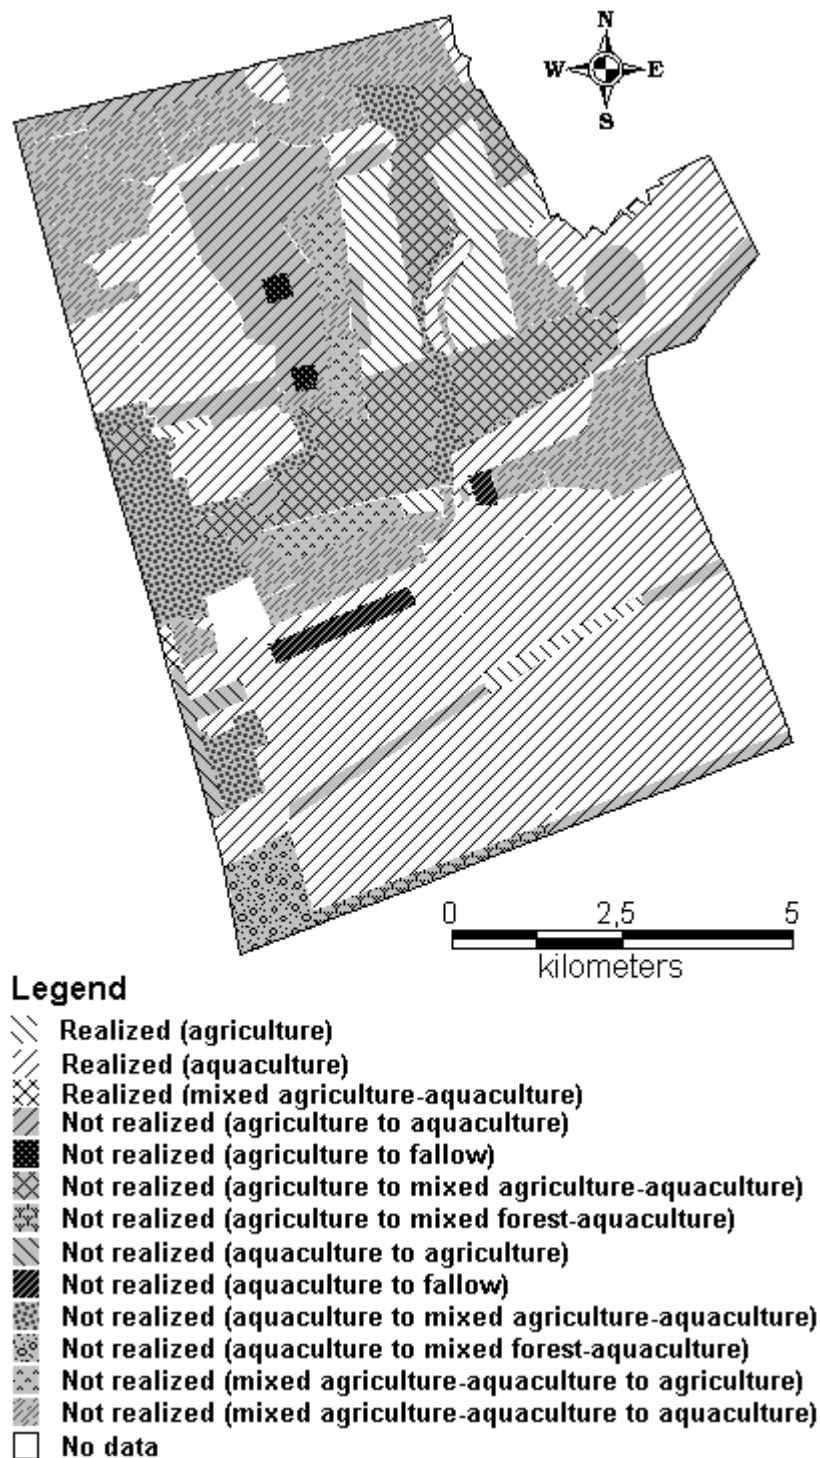 N
W E
S
0 2,5 5
kilometers
Legend
Realized (agriculture)
Realized (aquaculture)
Realized (mixed agriculture-aquaculture)
Not realized (agriculture to aquaculture)
Not realized (agriculture to fallow)
Not realized (agriculture to mixed agriculture-aquaculture)
Not realized (agriculture to mixed forest-aquaculture)
Not realized (aquaculture to agriculture)
Not realized (aquaculture to fallow)
Not realized (aquaculture to mixed agriculture-aquaculture)
Not realized (aquaculture to mixed forest-aquaculture)
Not realized (mixed agriculture-aquaculture to agriculture)
Not realized (mixed agriculture-aquaculture to aquaculture)
No data